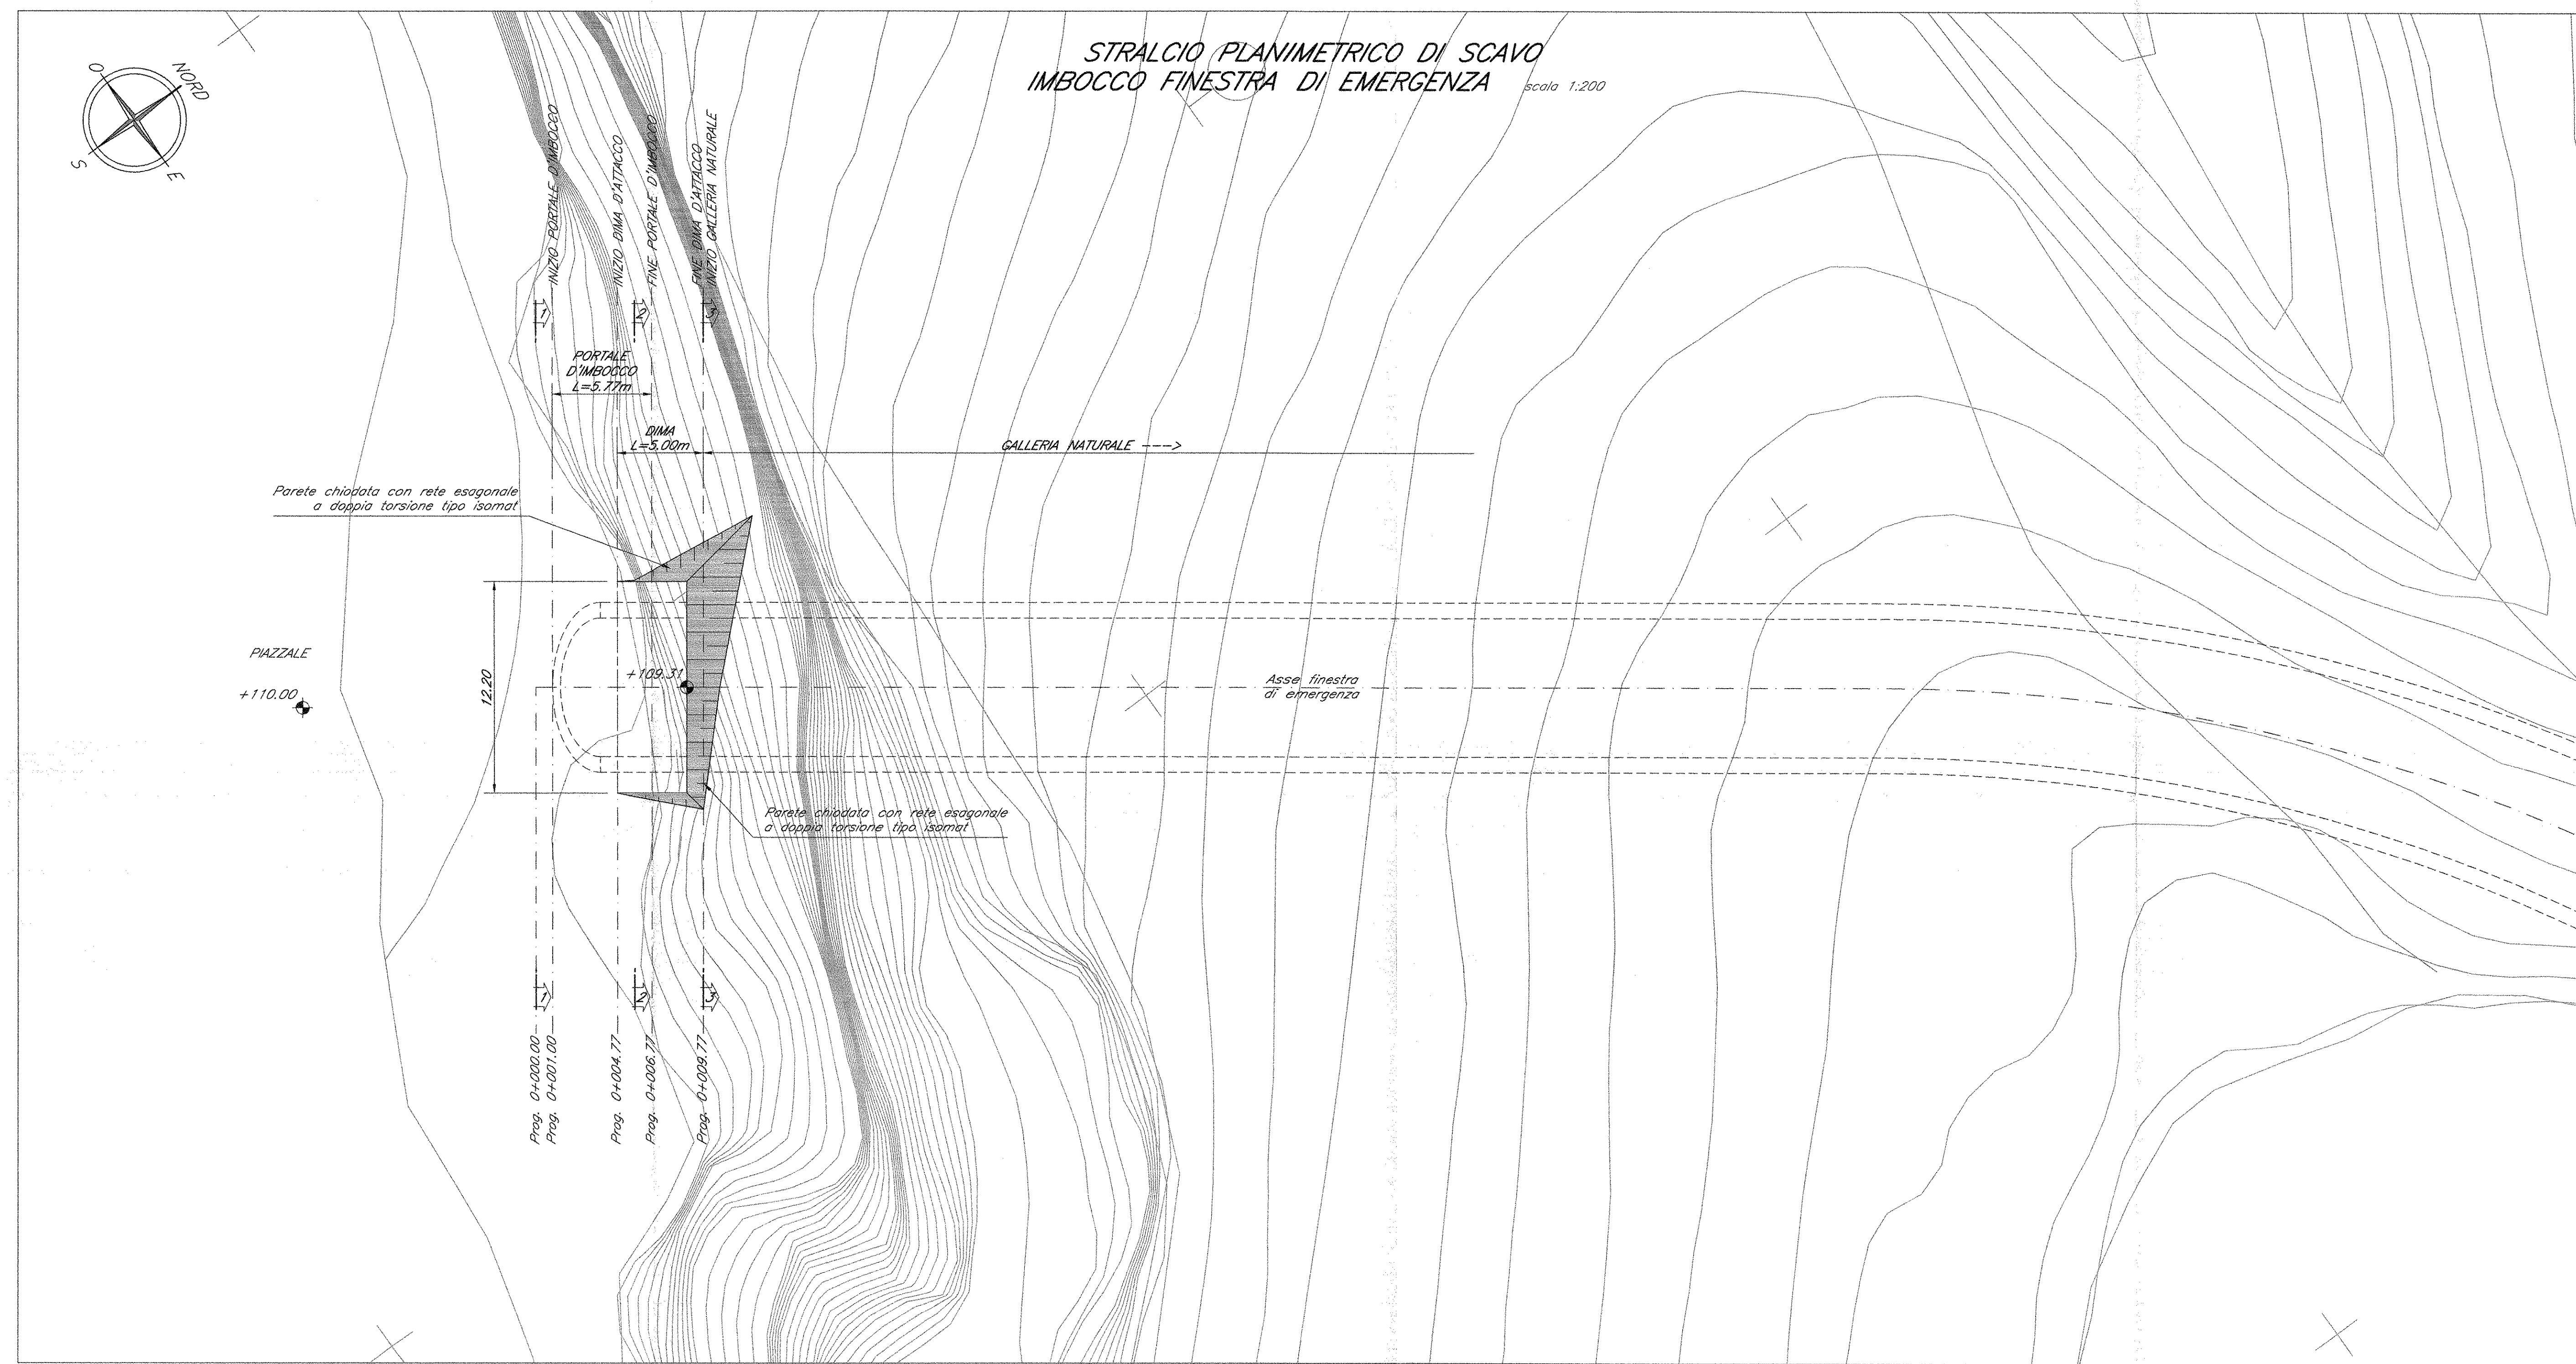 STRALCIO PLANIMETRICO DI SCAVO
IMBOCCO FINESTRA DI EMERGENZA scala 1:200
O
NORD
S
E
INIZIO PORTALE D'IMBOCCO
INIZIO DIMA D'ATTACCO
FINE PORTALE D'IMBOCCO
FINE DIMA D'ATTACCO
INIZIO GALLERIA NATURALE
1
2
3
PORTALE
D'IMBOCCO
L=5.77m
DIMA
L=5.00m
GALLERIA NATURALE ---->
Parete chiodata con rete esagonale
a doppia torsione tipo isomat
12.20
PIAZZALE
+110.00
+109.31
Asse finestra
di emergenza
Parete chiodata con rete esagonale
a doppia torsione tipo isomat
1
2
3
Prog. 0+000.00
Prog. 0+001.00
Prog. 0+004.77
Prog. 0+006.77
Prog. 0+009.77